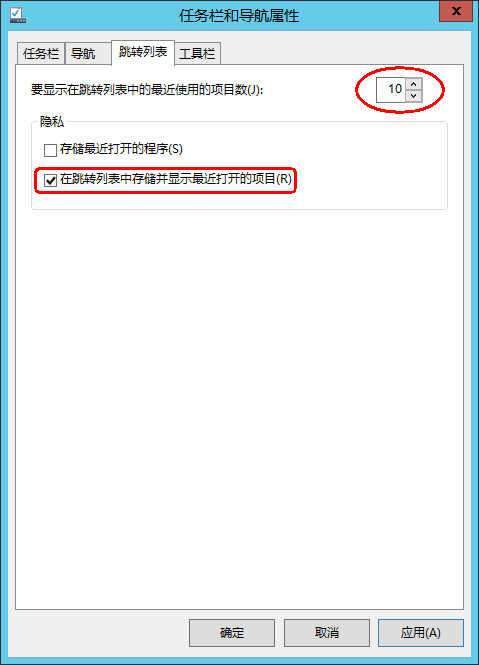 任务栏和导航属性
x
任务栏 导航 跳转列表 工具栏
要显示在跳转列表中的最近使用的项目数(J): 10
隐私
存储最近打开的程序(S)
在跳转列表中存储并显示最近打开的项目(R)
确定 取消 应用(A)